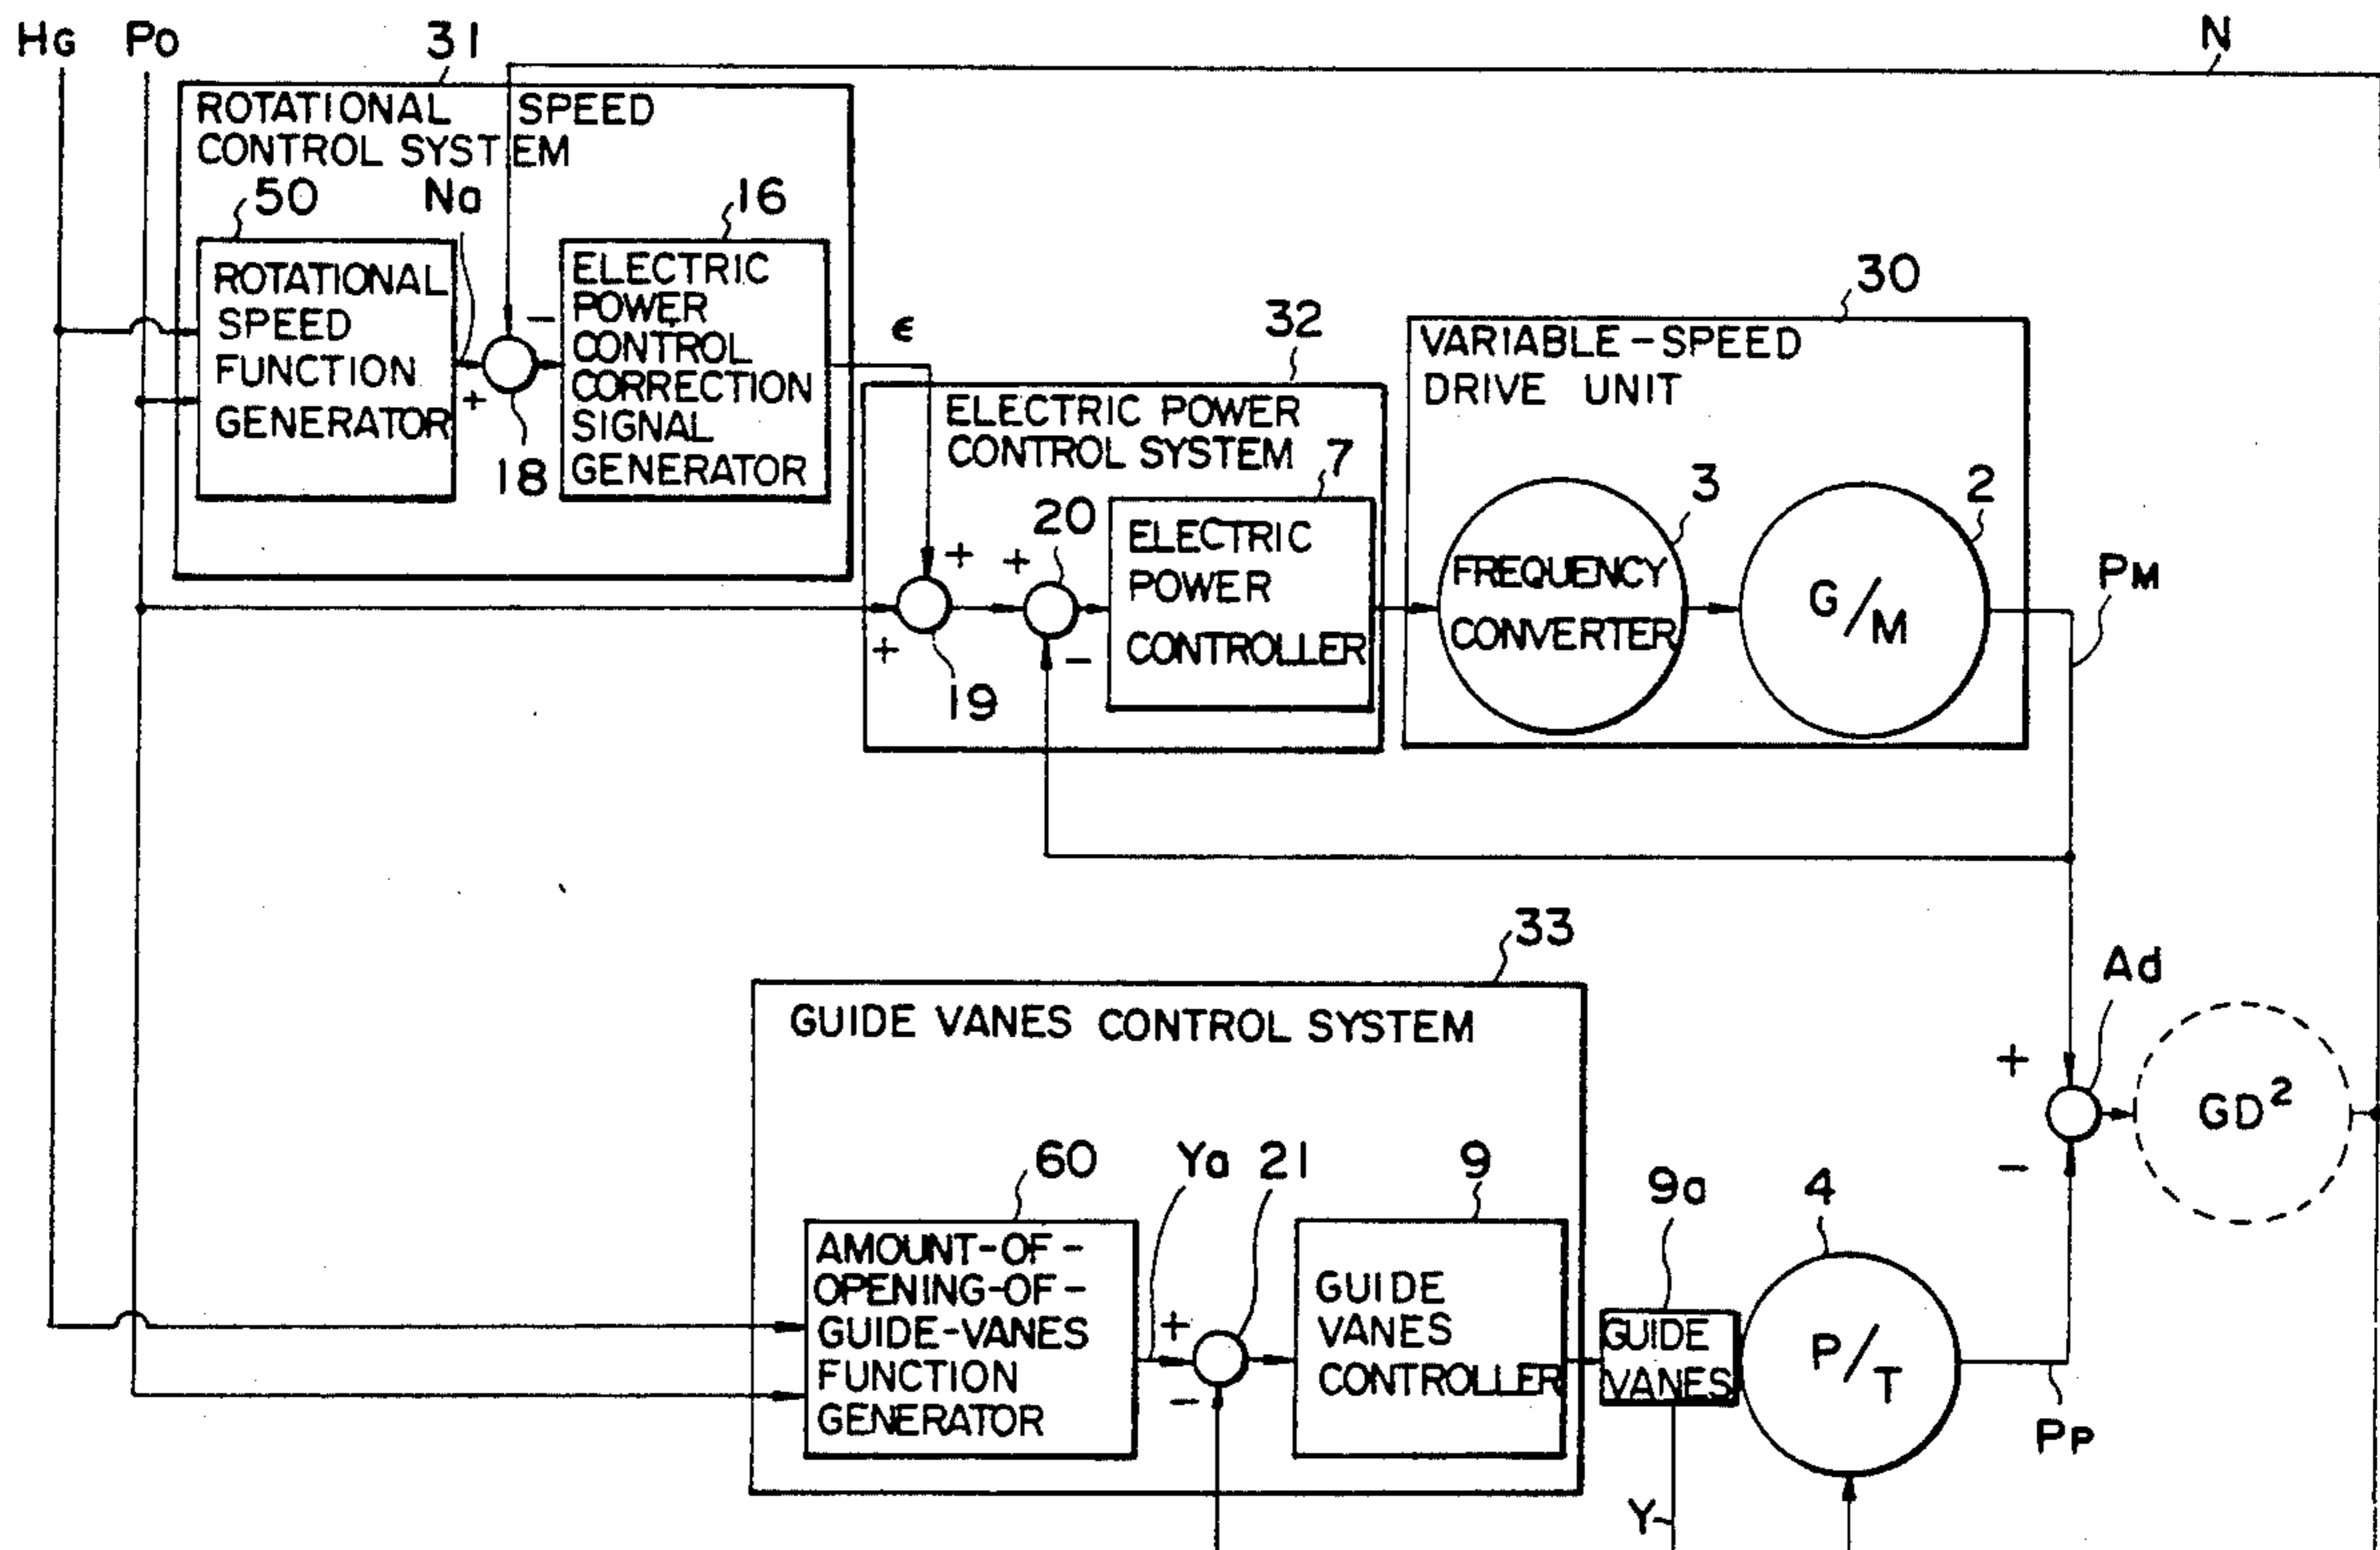 HG
PO
31
N
ROTATIONAL SPEED
CONTROL SYSTEM
50
Na
16
ROTATIONAL
SPEED
FUNCTION
GENERATOR
+
-
18
ELECTRIC
POWER
CONTROL
CORRECTION
SIGNAL
GENERATOR
ε
32
ELECTRIC POWER
CONTROL SYSTEM
7
20
+
+
+
-
19
ELECTRIC
POWER
CONTROLLER
30
VARIABLE-SPEED
DRIVE UNIT
3
2
FREQUENCY
CONVERTER
G/M
PM
33
GUIDE VANES CONTROL SYSTEM
Ad
+
-
GD²
60
Ya
21
9
9a
4
AMOUNT-OF-
OPENING-OF-
GUIDE-VANES
FUNCTION
GENERATOR
+
-
GUIDE
VANES
CONTROLLER
GUIDE
VANES
P/T
PP
Y